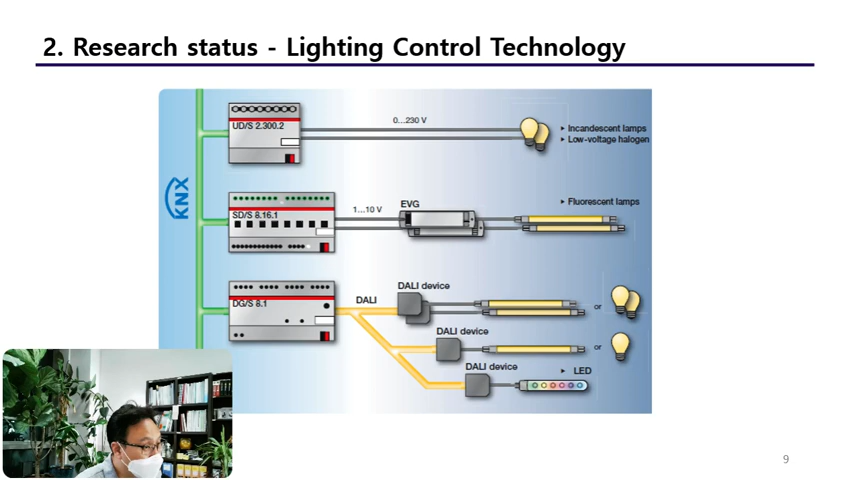 2. Research status - Lighting Control Technology
KNX
UD/S 2.300.2
0...230 V
▸ Incandescent lamps
▸ Low-voltage halogen
SD/S 8.16.1
1...10 V
EVG
▸ Fluorescent lamps
DG/S 8.1
DALI
DALI device
or
DALI device
or
DALI device
▸ LED
9